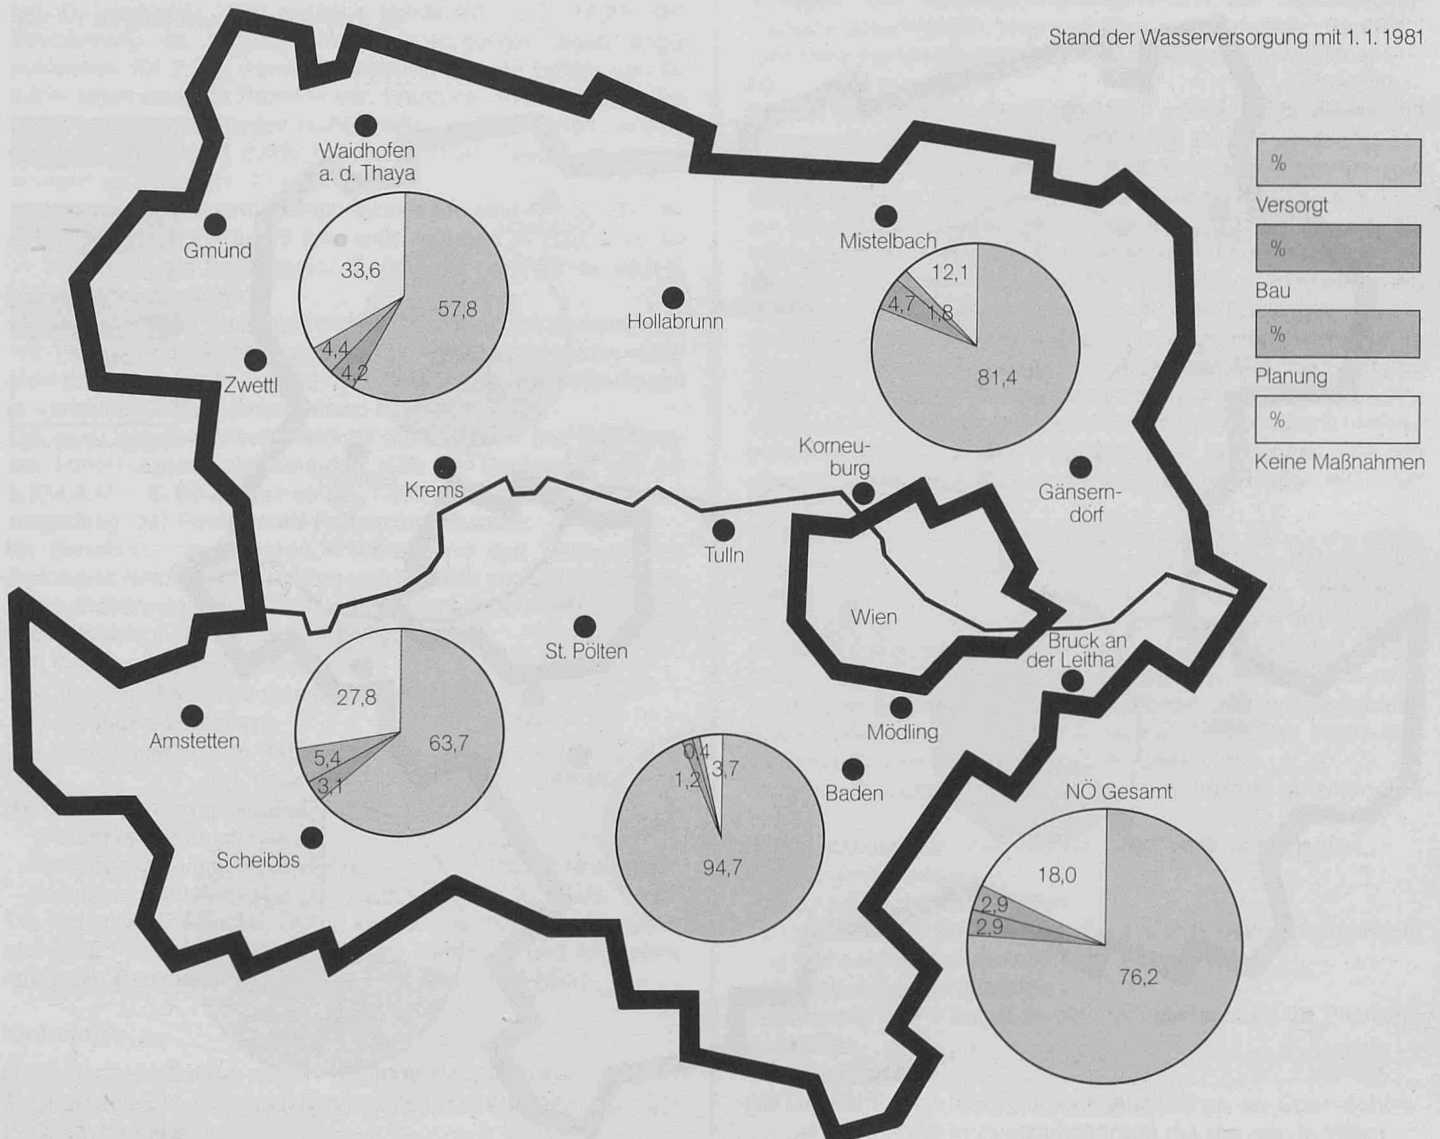 Stand der Wasserversorgung mit 1. 1. 1981
%
Versorgt
%
Bau
%
Planung
%
Keine Maßnahmen
Waidhofen
a. d. Thaya
33,6
57,8
4,4
4,2
Gmünd
Zwettl
Hollabrunn
Mistelbach
12,1
4,7
1,8
81,4
Korneu-
burg
Gänsern-
dorf
Krems
Tulln
Wien
St. Pölten
Bruck an
der Leitha
Mödling
Baden
Amstetten
27,8
63,7
5,4
3,1
Scheibbs
0,4
3,7
1,2
94,7
NÖ Gesamt
18,0
2,9
2,9
76,2